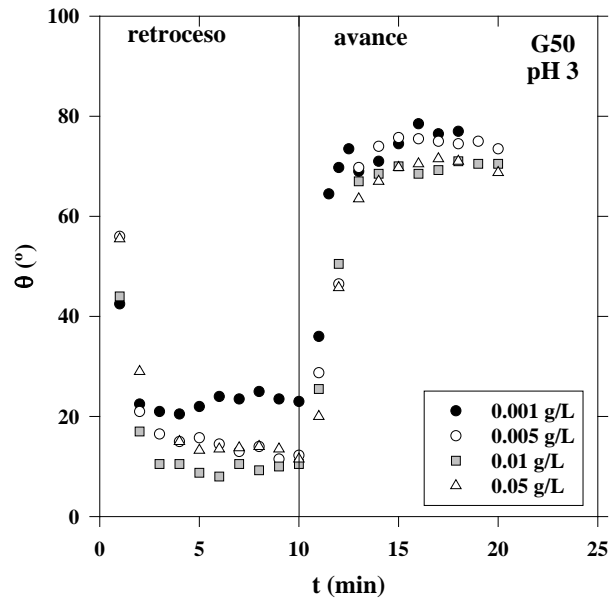 retroceso
avance
G50
pH 3
100
80
60
40
20
0
θ (º)
0.001 g/L
0.005 g/L
0.01 g/L
0.05 g/L
0 5 10 15 20 25
t (min)